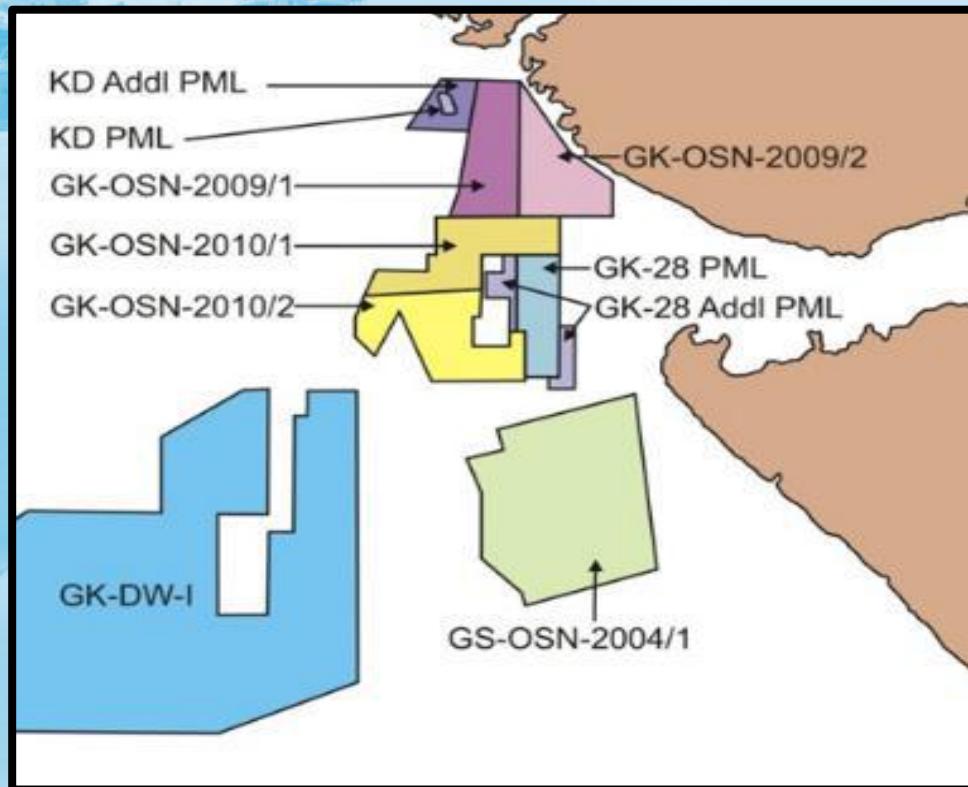 KD Addl PML
KD PML
GK-OSN-2009/1
GK-OSN-2009/2
GK-OSN-2010/1
GK-28 PML
GK-OSN-2010/2
GK-28 Addl PML
GK-DW-I
GS-OSN-2004/1